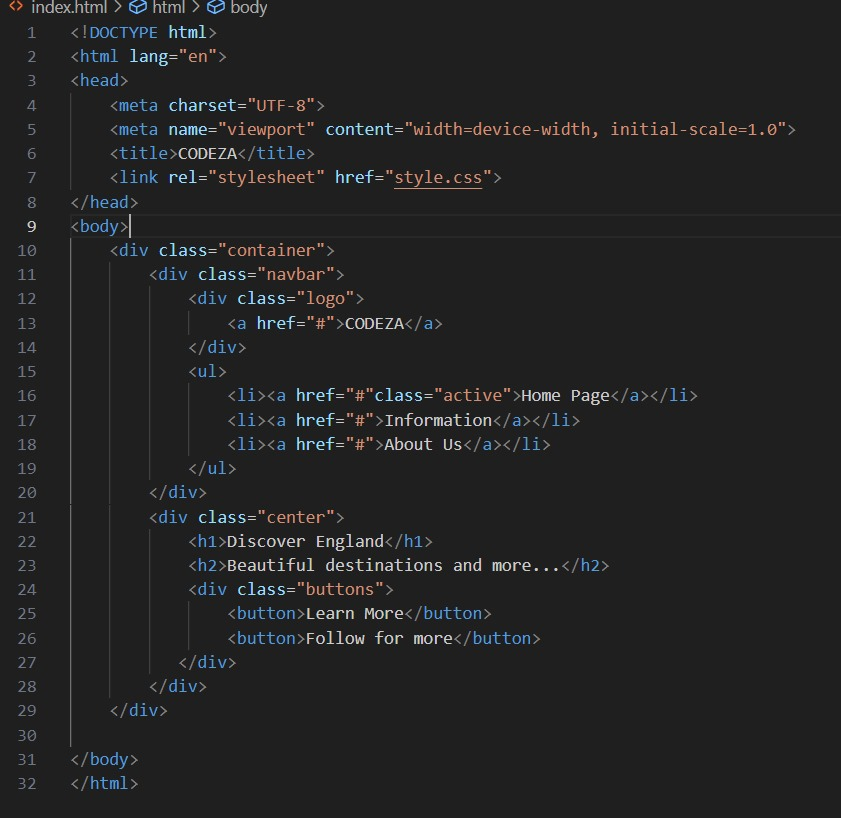 index.html > html > body
1 <!DOCTYPE html>
2 <html lang="en">
3 <head>
4     <meta charset="UTF-8">
5     <meta name="viewport" content="width=device-width, initial-scale=1.0">
6     <title>CODEZA</title>
7     <link rel="stylesheet" href="style.css">
8 </head>
9 <body>
10     <div class="container">
11         <div class="navbar">
12             <div class="logo">
13                 <a href="#">CODEZA</a>
14             </div>
15             <ul>
16                 <li><a href="#"class="active">Home Page</a></li>
17                 <li><a href="#">Information</a></li>
18                 <li><a href="#">About Us</a></li>
19             </ul>
20         </div>
21         <div class="center">
22             <h1>Discover England</h1>
23             <h2>Beautiful destinations and more...</h2>
24             <div class="buttons">
25                 <button>Learn More</button>
26                 <button>Follow for more</button>
27            </div>
28         </div>
29     </div>
30
31 </body>
32 </html>